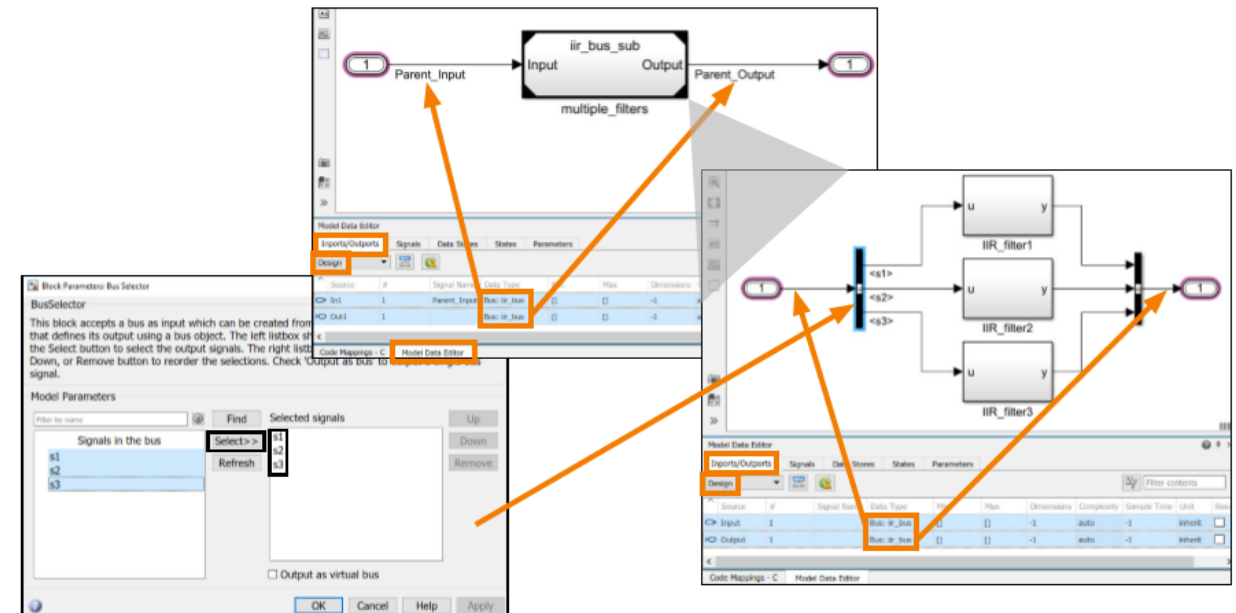 iir_bus_sub
1
Input
Output
1
Parent_Input
Parent_Output
multiple_filters
Model Data Editor
Inports/Outports Signals Data Stores States Parameters
Design
Source # Signal Name Data Type Min Max Dimensions
In1 1 Parent_Input Bus: iir_bus [] [] -1
Out1 1 Bus: iir_bus [] [] -1
Code Mappings - C Model Data Editor
u y
IIR_filter1
<s1>
1
<s2>
u y
1
<s3>
IIR_filter2
u y
IIR_filter3
Model Data Editor
Inports/Outports Signals Data Stores States Parameters
Design
Filter contents
Source # Signal Name Data Type Min Max Dimensions Complexity Sample Time Unit
Input 1 Bus: iir_bus [] [] -1 auto -1 inherit
Output 1 Bus: iir_bus [] [] -1 auto -1 inherit
Code Mappings - C Model Data Editor
Block Parameters: Bus Selector
BusSelector
This block accepts a bus as input which can be created from
that defines its output using a bus object. The left listbox
the Select button to select the output signals. The right
Down, or Remove button to reorder the selections. Check 'Output as bus' to
signal.
Model Parameters
Filter by name
Find
Selected signals
Up
Signals in the bus
Select>>
s1
Down
s1
s2
Refresh
s3
Remove
s2
s3
Output as virtual bus
OK Cancel Help Apply